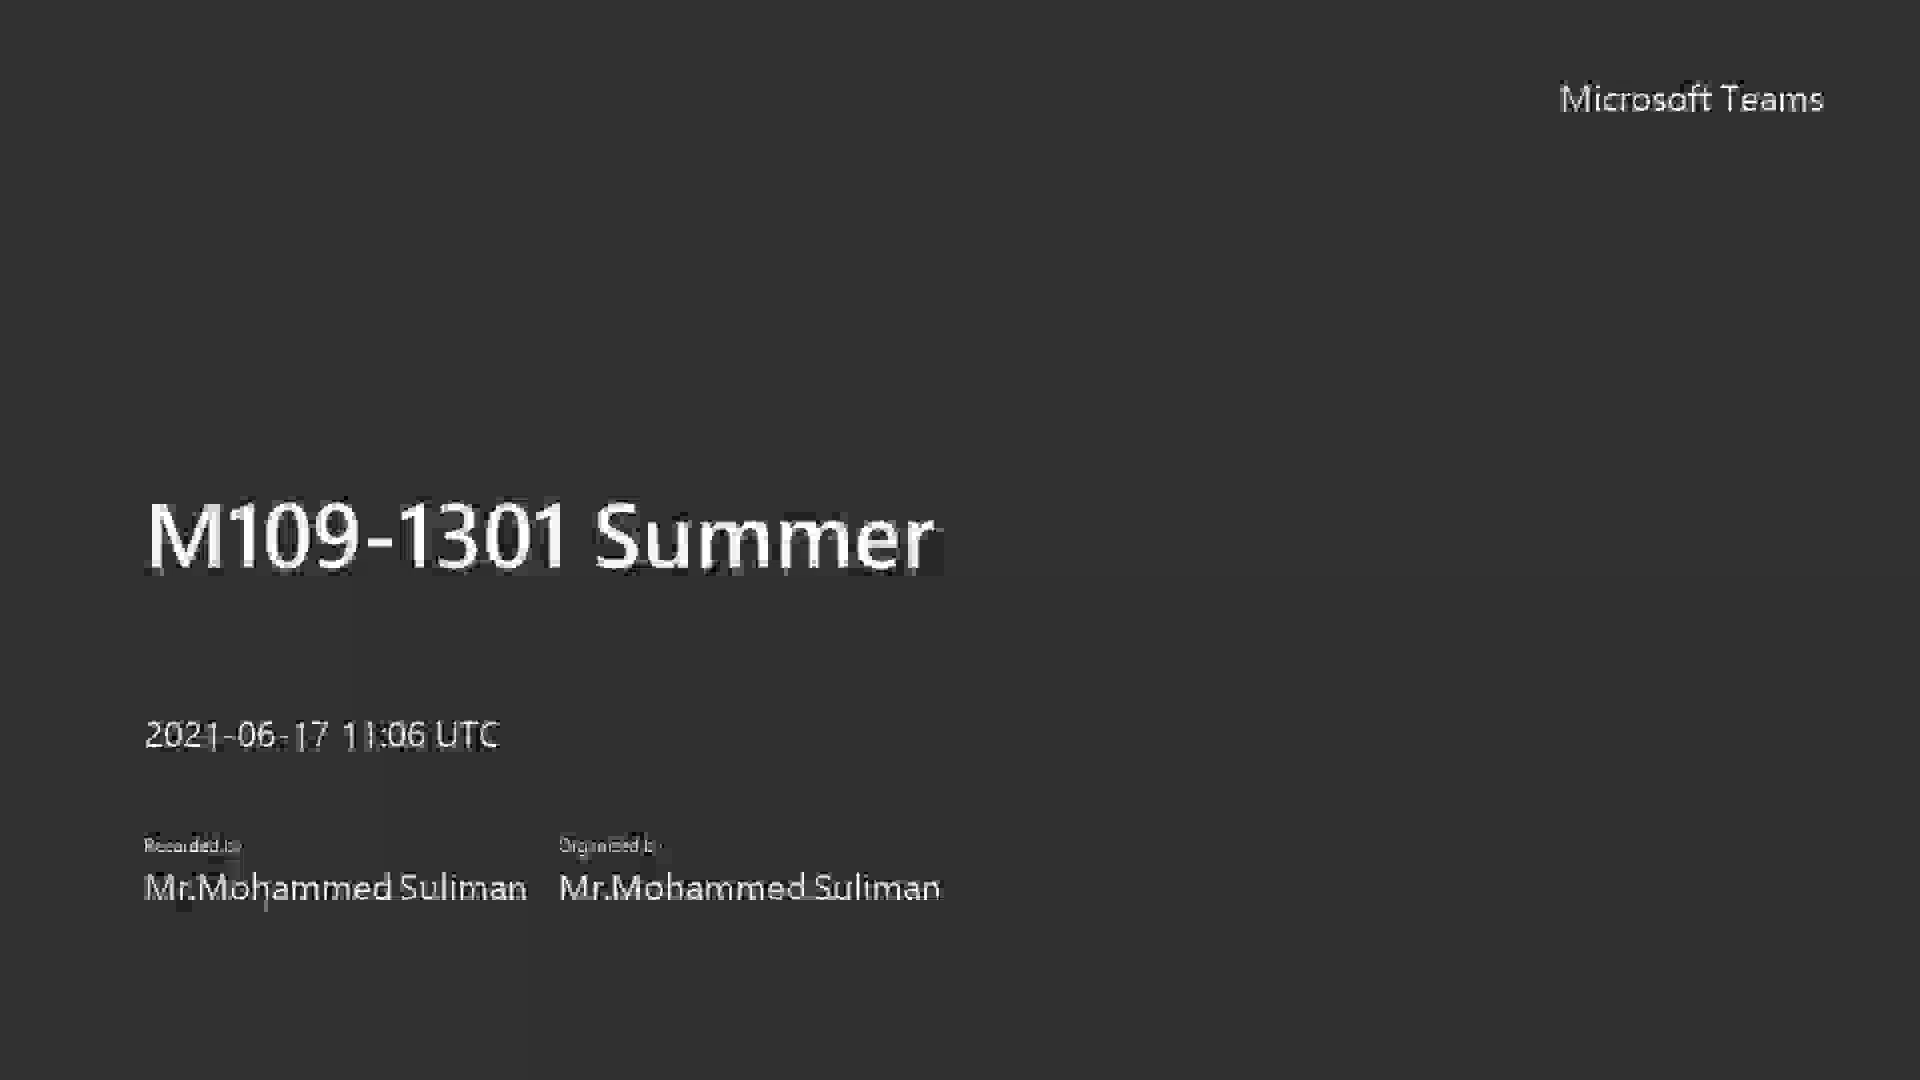 Microsoft Teams
M109-1301 Summer
2021-06-17 11:06 UTC
Recorded by Organized by
Mr.Mohammed Suliman Mr.Mohammed Suliman